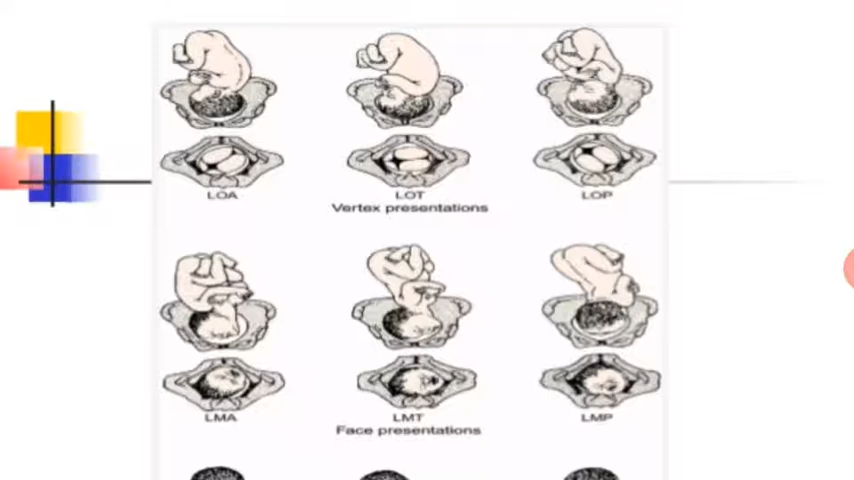 LOA LOT LOP
Vertex presentations
LMA LMT LMP
Face presentations